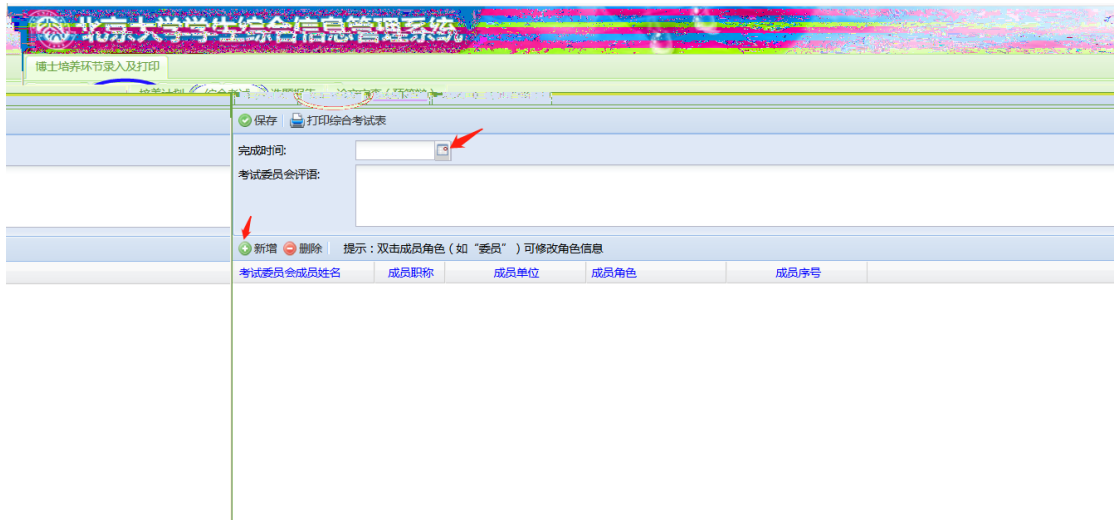 北京大学学生综合信息管理系统
博士培养环节录入及打印
保存 打印综合考试表
完成时间:
考试委员会评语:
新增 删除 提示：双击成员角色（如“委员”）可修改角色信息
考试委员会成员姓名 成员职称 成员单位 成员角色 成员序号